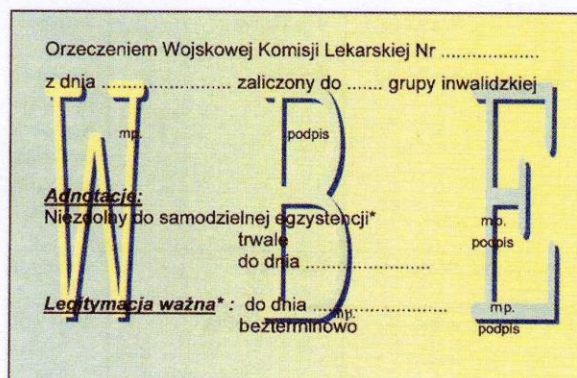 Orzeczeniem Wojskowej Komisji Lekarskiej Nr ..................
z dnia ........................ zaliczony do ....... grupy inwalidzkiej
mp. podpis
W B E
Adnotacje:
Niezdolny do samodzielnej egzystencji*
trwale mp.
do dnia ....................... podpis
Legitymacja ważna* : do dnia ........................ mp.
mp.
bezterminowo podpis